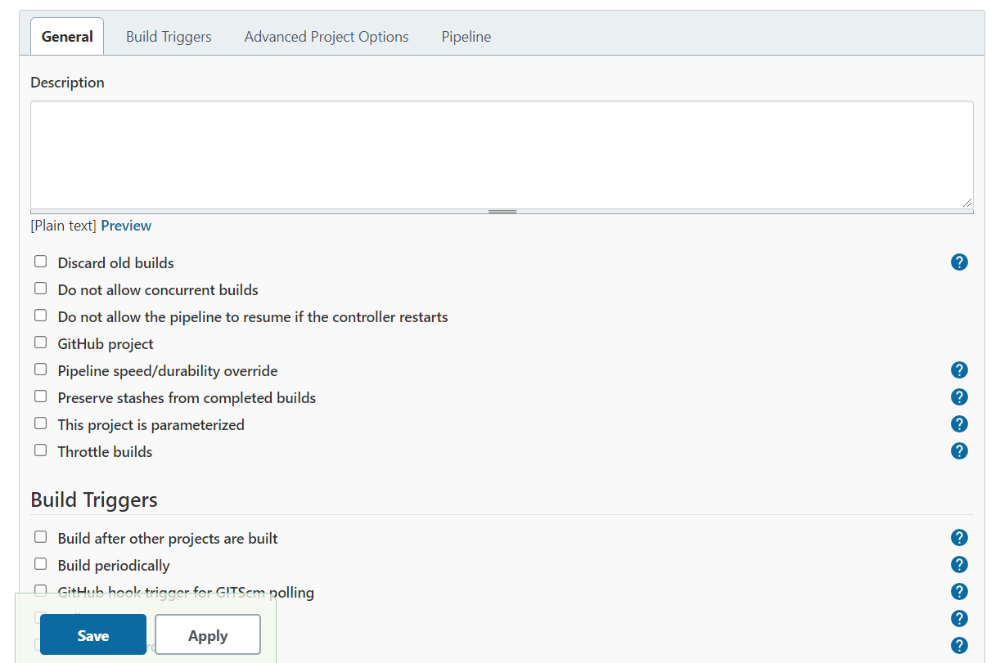 General Build Triggers Advanced Project Options Pipeline
Description
[Plain text] Preview
Discard old builds
Do not allow concurrent builds
Do not allow the pipeline to resume if the controller restarts
GitHub project
Pipeline speed/durability override
Preserve stashes from completed builds
This project is parameterized
Throttle builds
Build Triggers
Build after other projects are built
Build periodically
GitHub hook trigger for GITScm polling
Save Apply